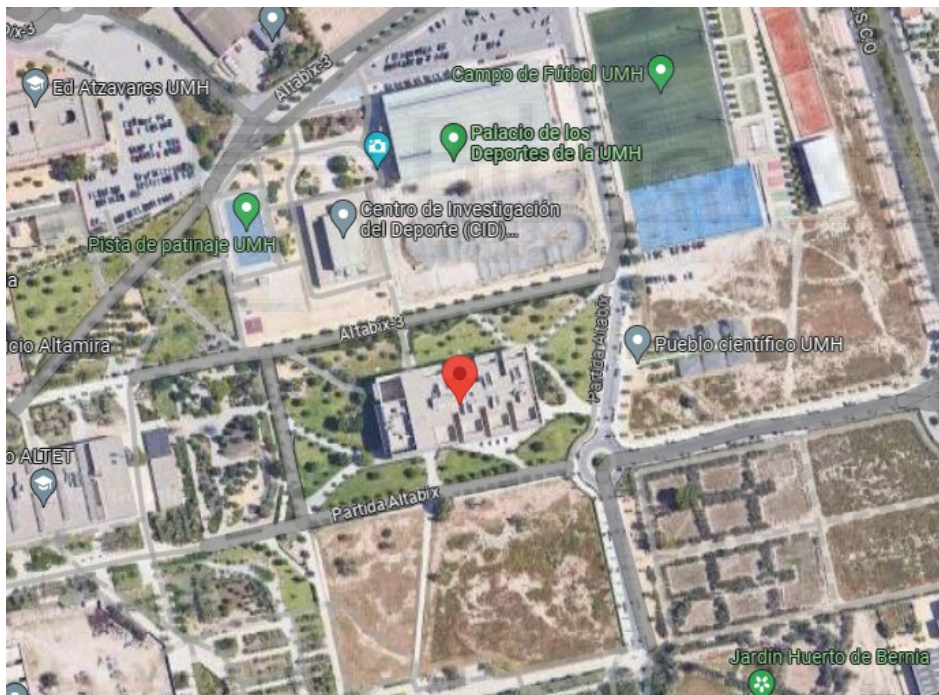 Altabix-3
Campo de Fútbol UMH
Ed Atzavares UMH
Palacio de los
Deportes de la UMH
Centro de Investigación
del Deporte (CID)...
Pista de patinaje UMH
Altabix-3
icio Altamira
Partida Altabix
Pueblo científico UMH
o ALTET
Partida Altabix
Jardín Huerto de Bernia